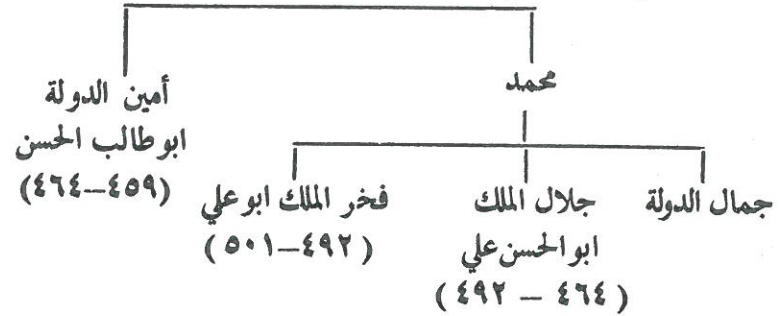 محمد
أمين الدولة
ابو طالب الحسن
(٤٥٩–٤٦٤)
جمال الدولة
جلال الملك
ابو الحسن علي
(٤٦٤ – ٤٩٢)
فخر الملك ابو علي
(٤٩٢–٥٠١)